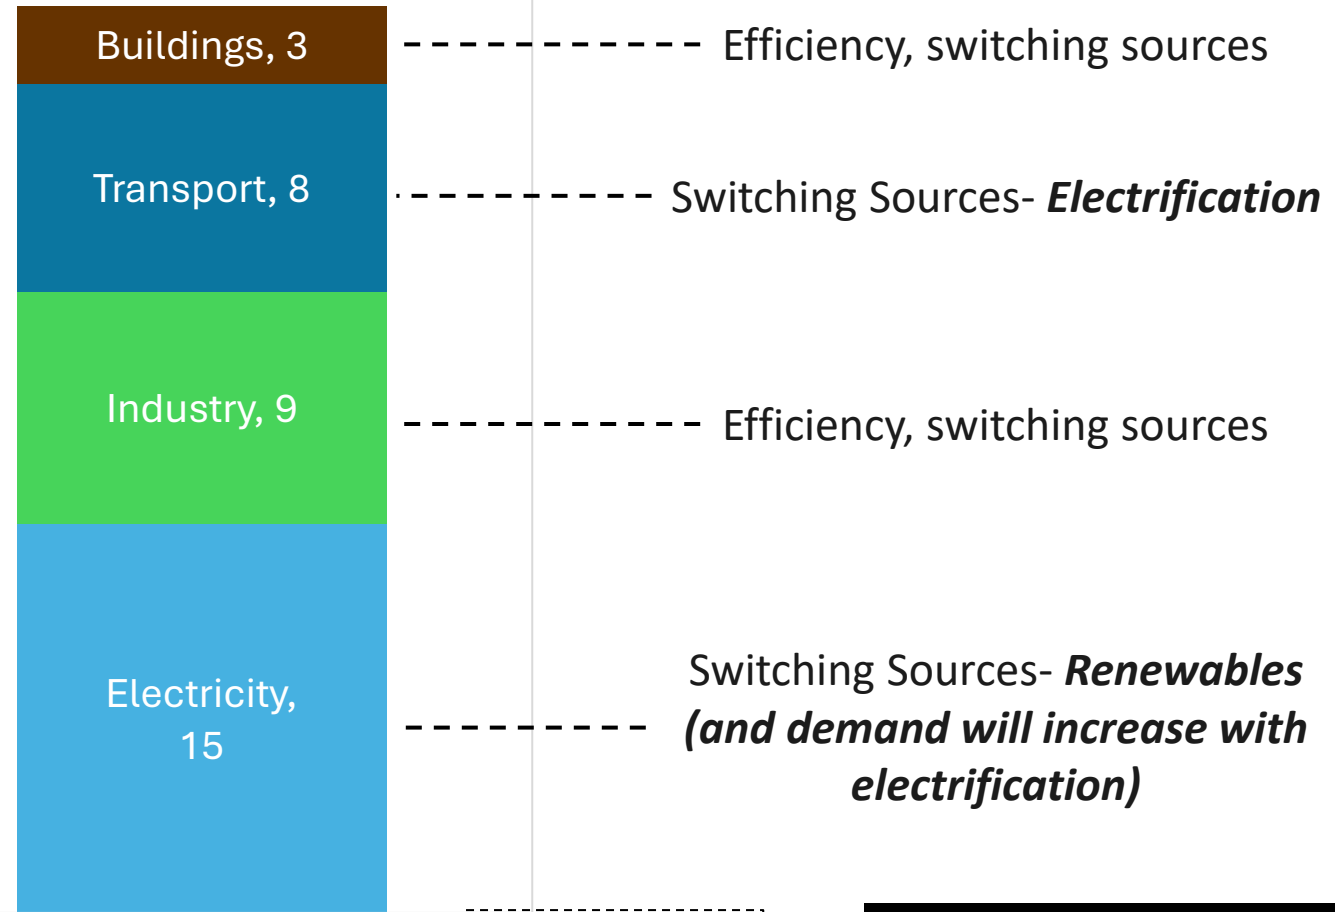 Buildings, 3
Efficiency, switching sources
Transport, 8
Switching Sources- Electrification
Industry, 9
Efficiency, switching sources
Electricity,
15
Switching Sources- Renewables
(and demand will increase with
electrification)